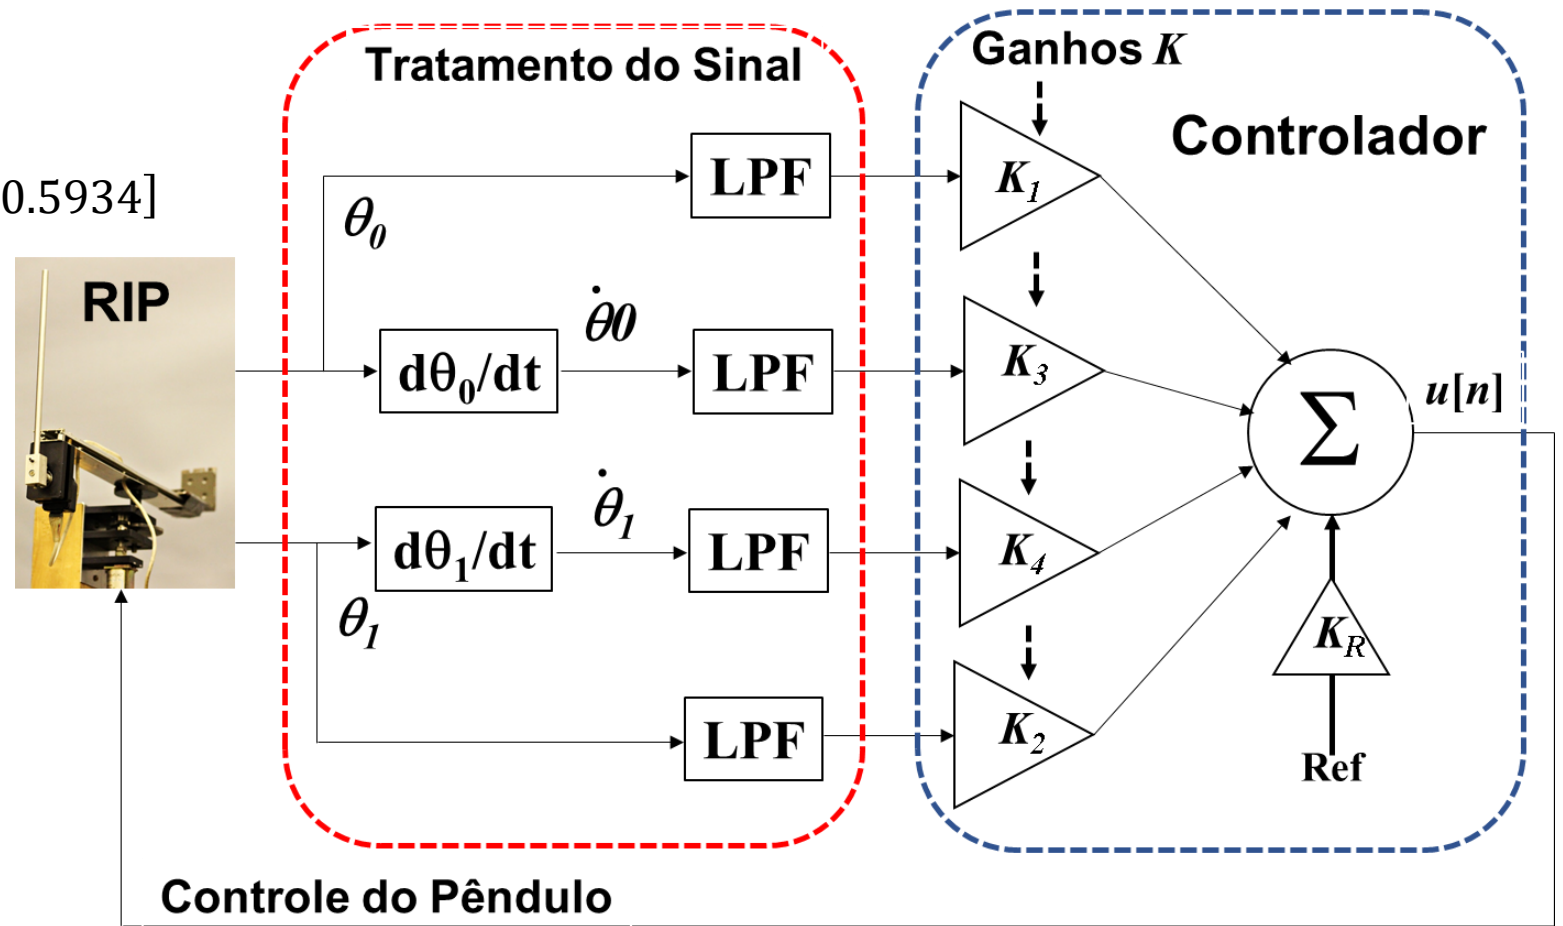 Tratamento do Sinal
Ganhos K
Controlador
0.5934]
θ0
LPF
K1
RIP
θ̇0
dθ0/dt
LPF
K3
Σ
u[n]
θ̇1
dθ1/dt
LPF
K4
θ1
KR
LPF
K2
Ref
Controle do Pêndulo